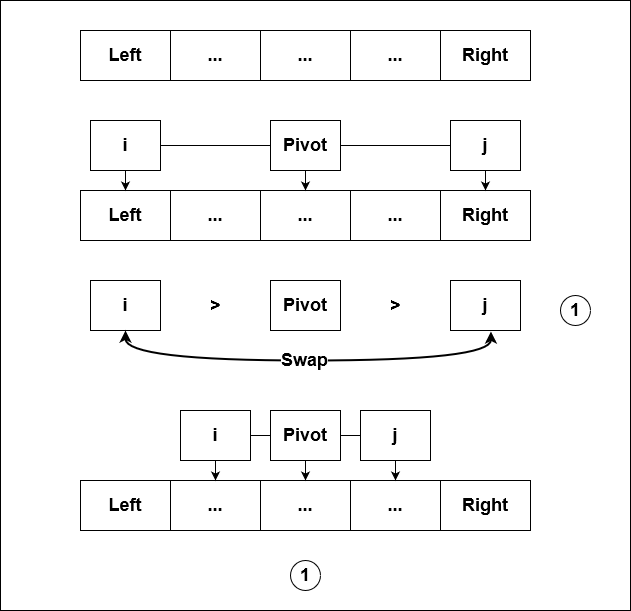 Left ... ... ... Right
i Pivot j
Left ... ... ... Right
i > Pivot > j 1
Swap
i Pivot j
Left ... ... ... Right
1